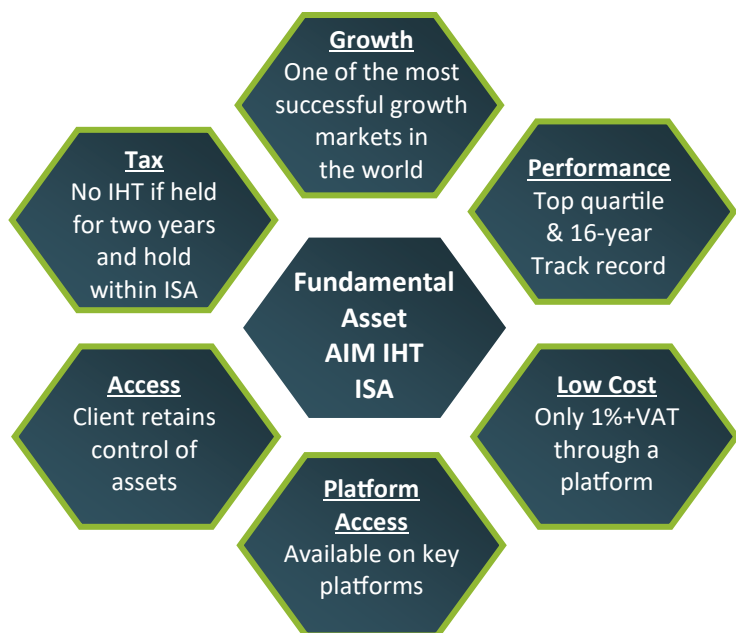 Growth
One of the most
successful growth
markets in
the world
Tax
No IHT if held
for two years
and hold
within ISA
Performance
Top quartile
& 16-year
Track record
Fundamental
Asset
AIM IHT
ISA
Access
Client retains
control of
assets
Low Cost
Only 1%+VAT
through a
platform
Platform
Access
Available on key
platforms